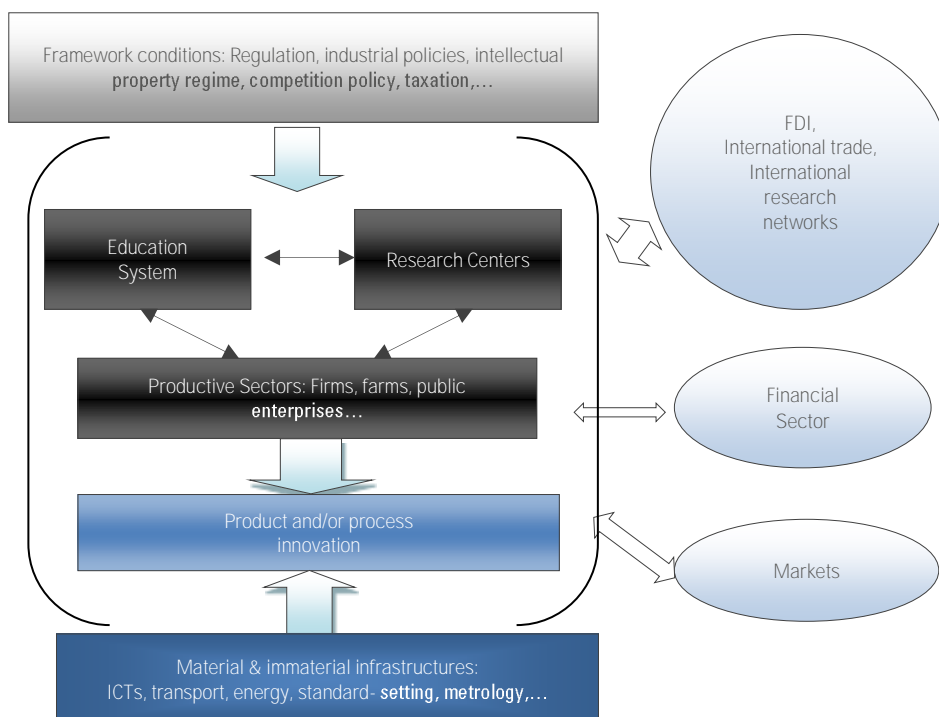 Framework conditions: Regulation, industrial policies, intellectual
property regime, competition policy, taxation,…
FDI,
International trade,
International
research
networks
Education
System
Research Centers
Productive Sectors: Firms, farms, public
enterprises…
Financial
Sector
Product and/or process
innovation
Markets
Material & immaterial infrastructures:
ICTs, transport, energy, standard- setting, metrology,…